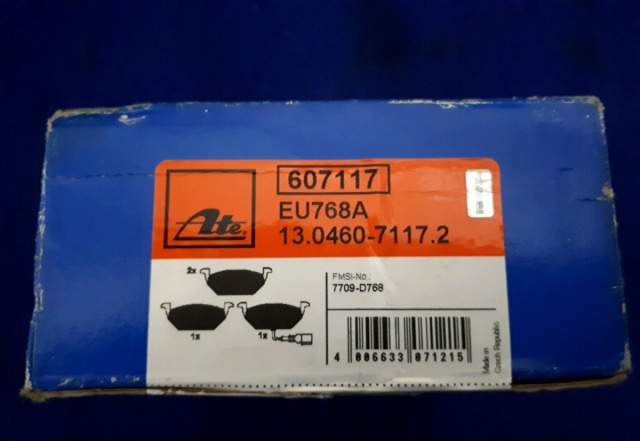 607117
EU768A
Ate
13.0460-7117.2
FMSI-No.:
7709-D768
2x
1x
1x
4 006633 071215
Made in
Czech Republic